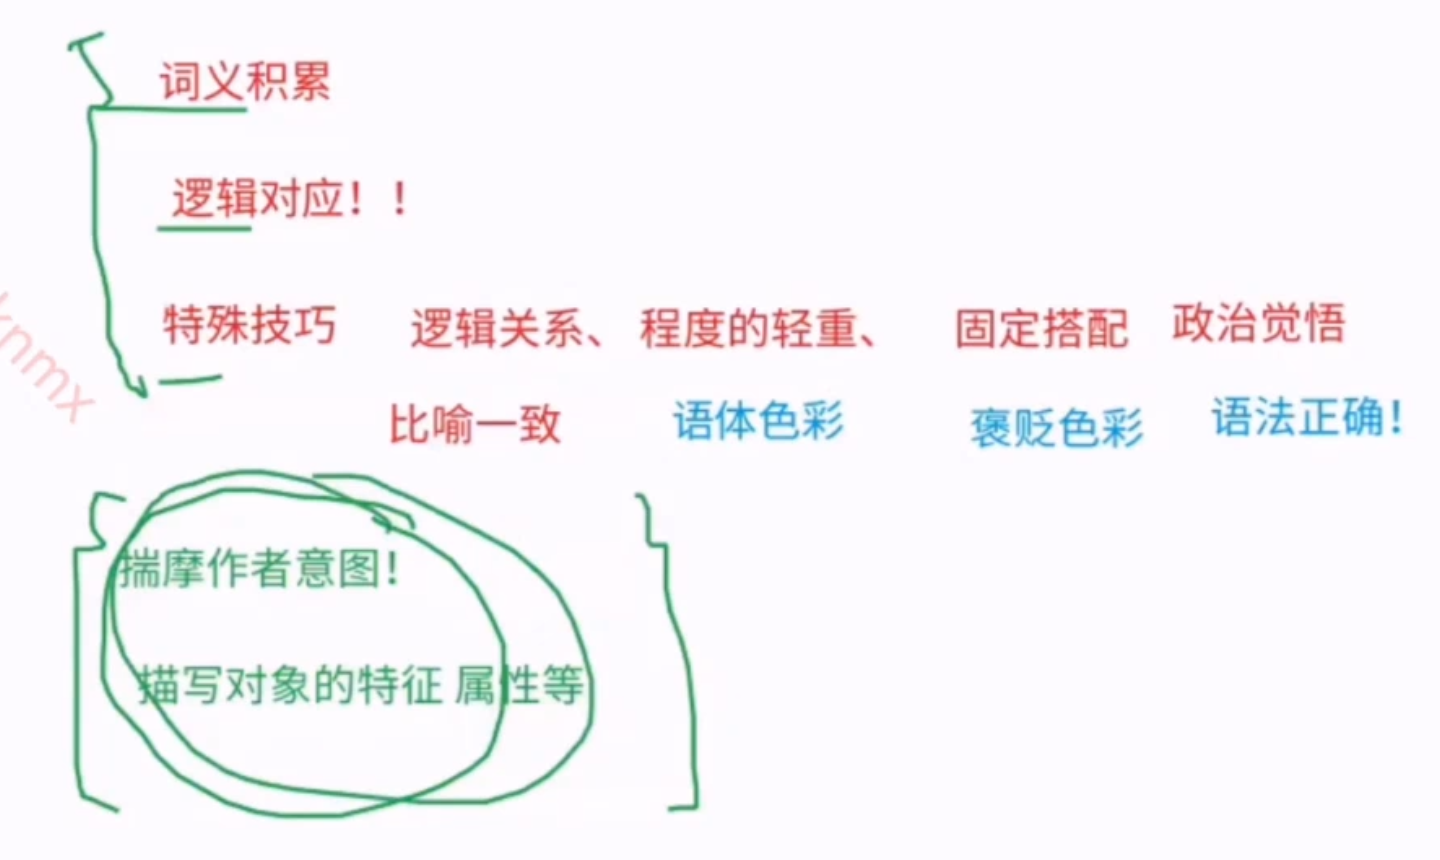 词义积累
逻辑对应！！
特殊技巧 逻辑关系、 程度的轻重、 固定搭配 政治觉悟
比喻一致 语体色彩 褒贬色彩 语法正确！
knmx
揣摩作者意图！
描写对象的特征 属性等